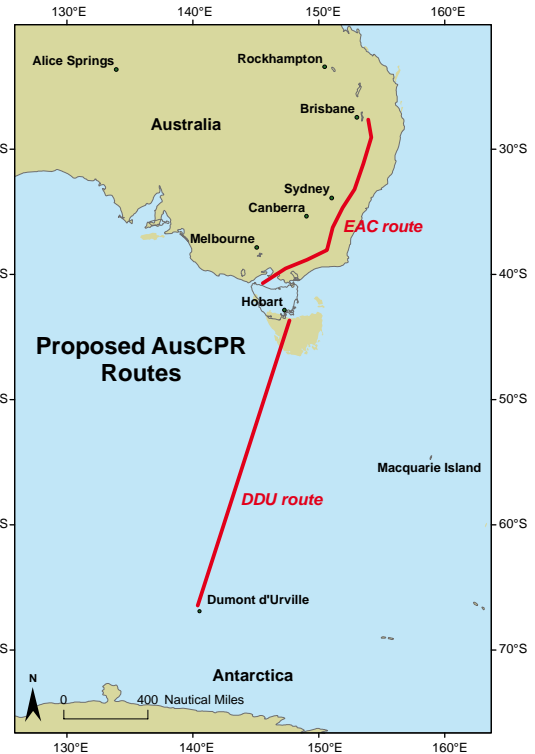 130°E 140°E 150°E 160°E
Alice Springs
Rockhampton
Brisbane
Australia
S 30°S
Sydney
Canberra
EAC route
Melbourne
S 40°S
Hobart
Proposed AusCPR
Routes
S 50°S
Macquarie Island
DDU route
S 60°S
Dumont d'Urville
S 70°S
Antarctica
N
0 400 Nautical Miles
130°E 140°E 150°E 160°E